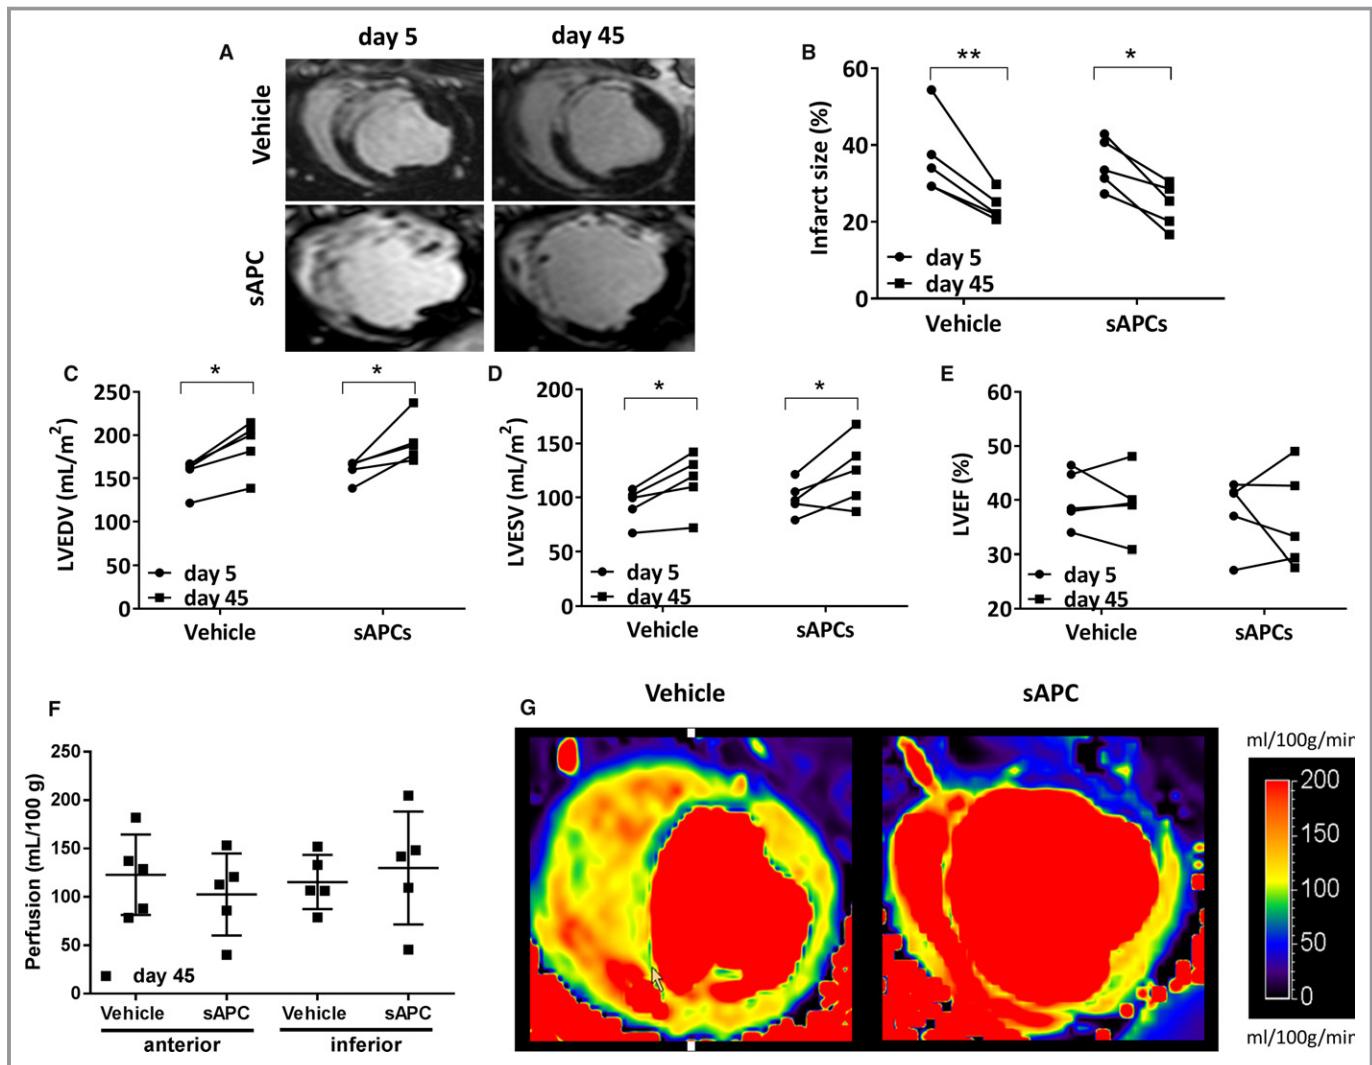 A
day 5
day 45
Vehicle
sAPC
B
**
*
60
40
20
0
Infarct size (%)
day 5
day 45
Vehicle
sAPCs
C
*
*
250
200
150
100
50
0
LVEDV (mL/m²)
day 5
day 45
Vehicle
sAPCs
D
*
*
200
150
100
50
0
LVESV (mL/m²)
day 5
day 45
Vehicle
sAPCs
E
60
50
40
30
20
LVEF (%)
day 5
day 45
Vehicle
sAPCs
F
250
200
150
100
50
0
Perfusion (mL/100 g)
day 45
Vehicle
sAPC
Vehicle
sAPC
anterior
inferior
G
Vehicle
sAPC
ml/100g/min
200
150
100
50
0
ml/100g/min